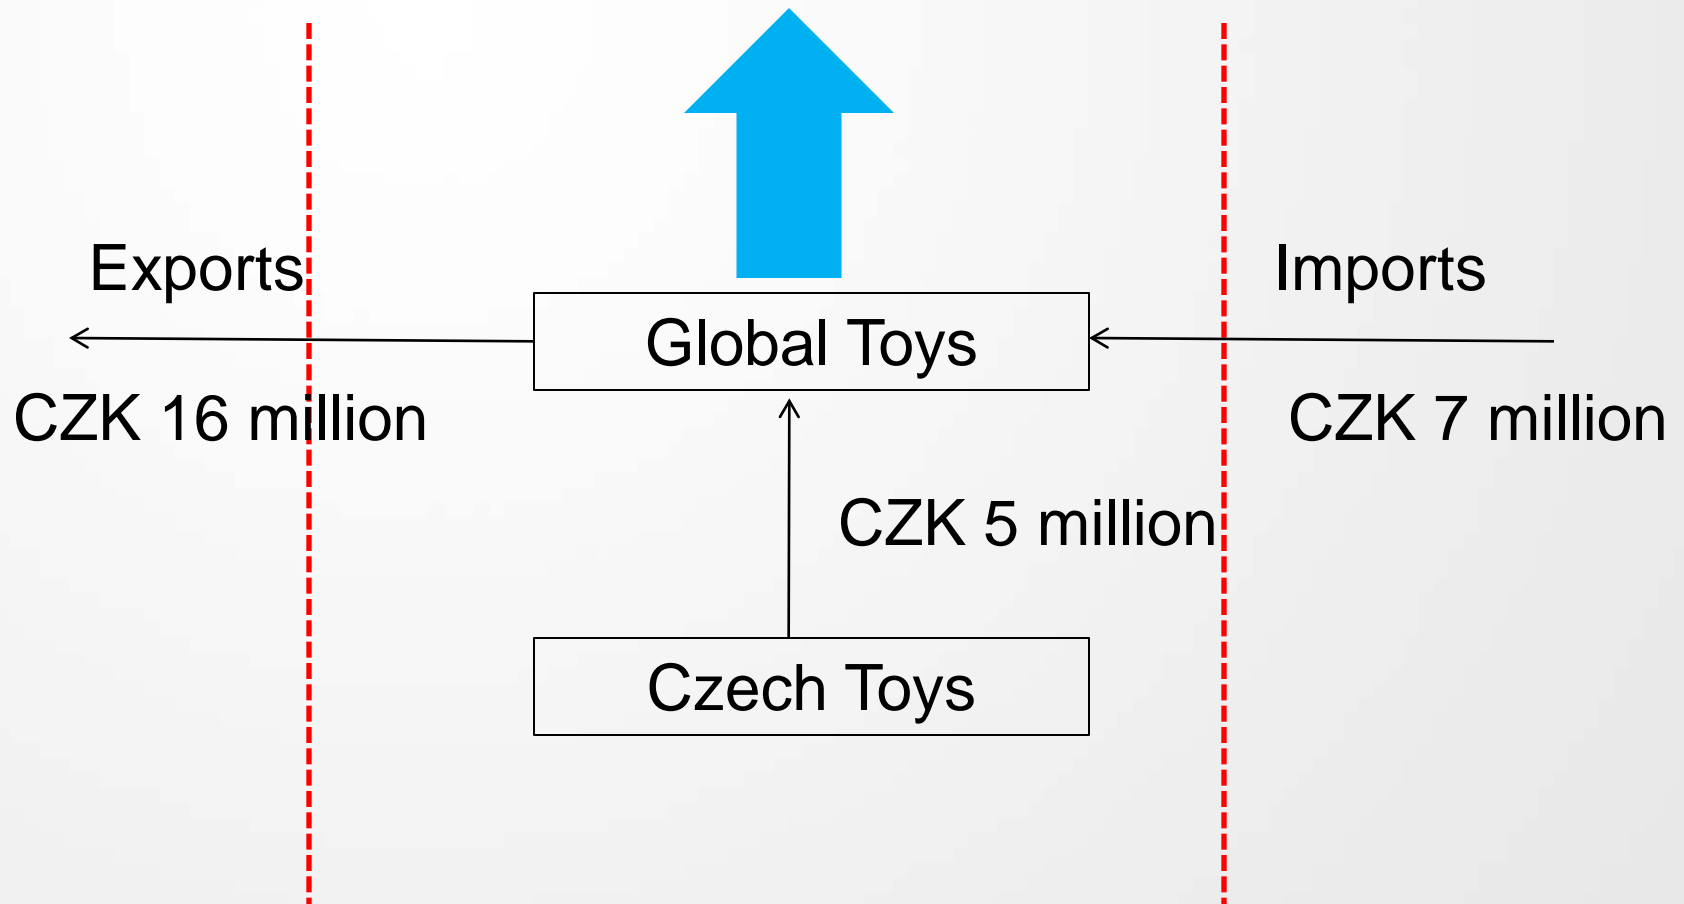 Exports
Imports
Global Toys
CZK 16 million
CZK 7 million
CZK 5 million
Czech Toys